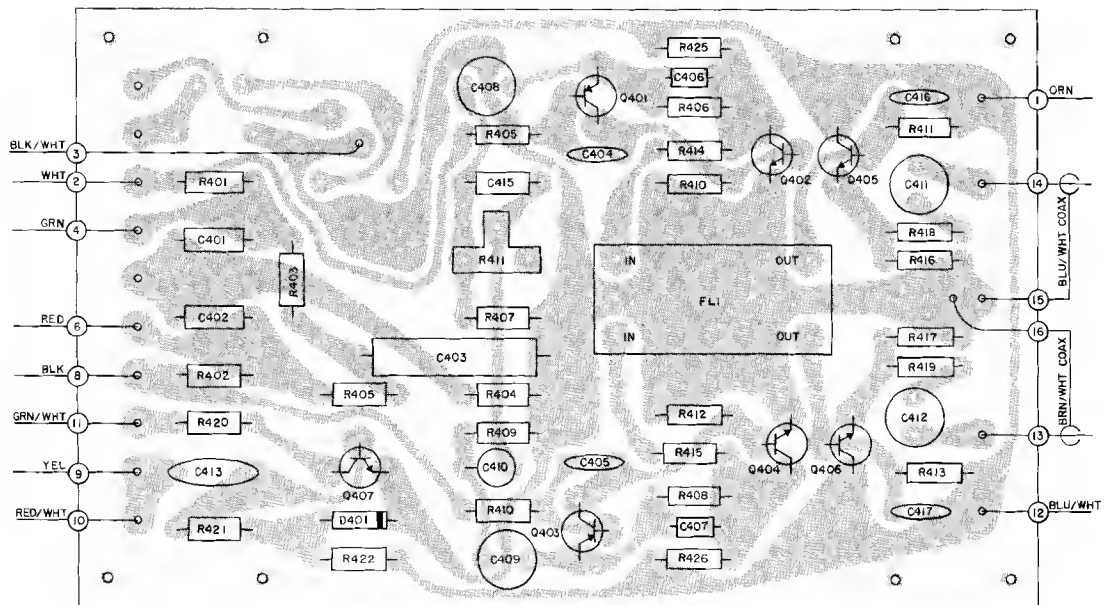 R425
C406
C408
Q401
R406
C416
ORN
1
R405
R411
BLK/WHT
3
C404
R414
Q402
Q405
WHT
2
R401
C415
R410
C411
14
GRN
4
C401
R411
R418
BLU/WHT COAX
R403
IN
OUT
R416
FL1
15
RED
6
C402
R407
16
IN
OUT
R417
C403
BLK
8
R402
R419
R405
R404
BRN/WHT COAX
GRN/WHT
11
R420
R409
R412
C412
13
YEL
9
C413
C410
C405
R415
Q404
Q406
R413
Q407
R408
RED/WHT
10
R421
D401
R410
Q403
C407
C417
12
BLU/WHT
R422
C409
R426